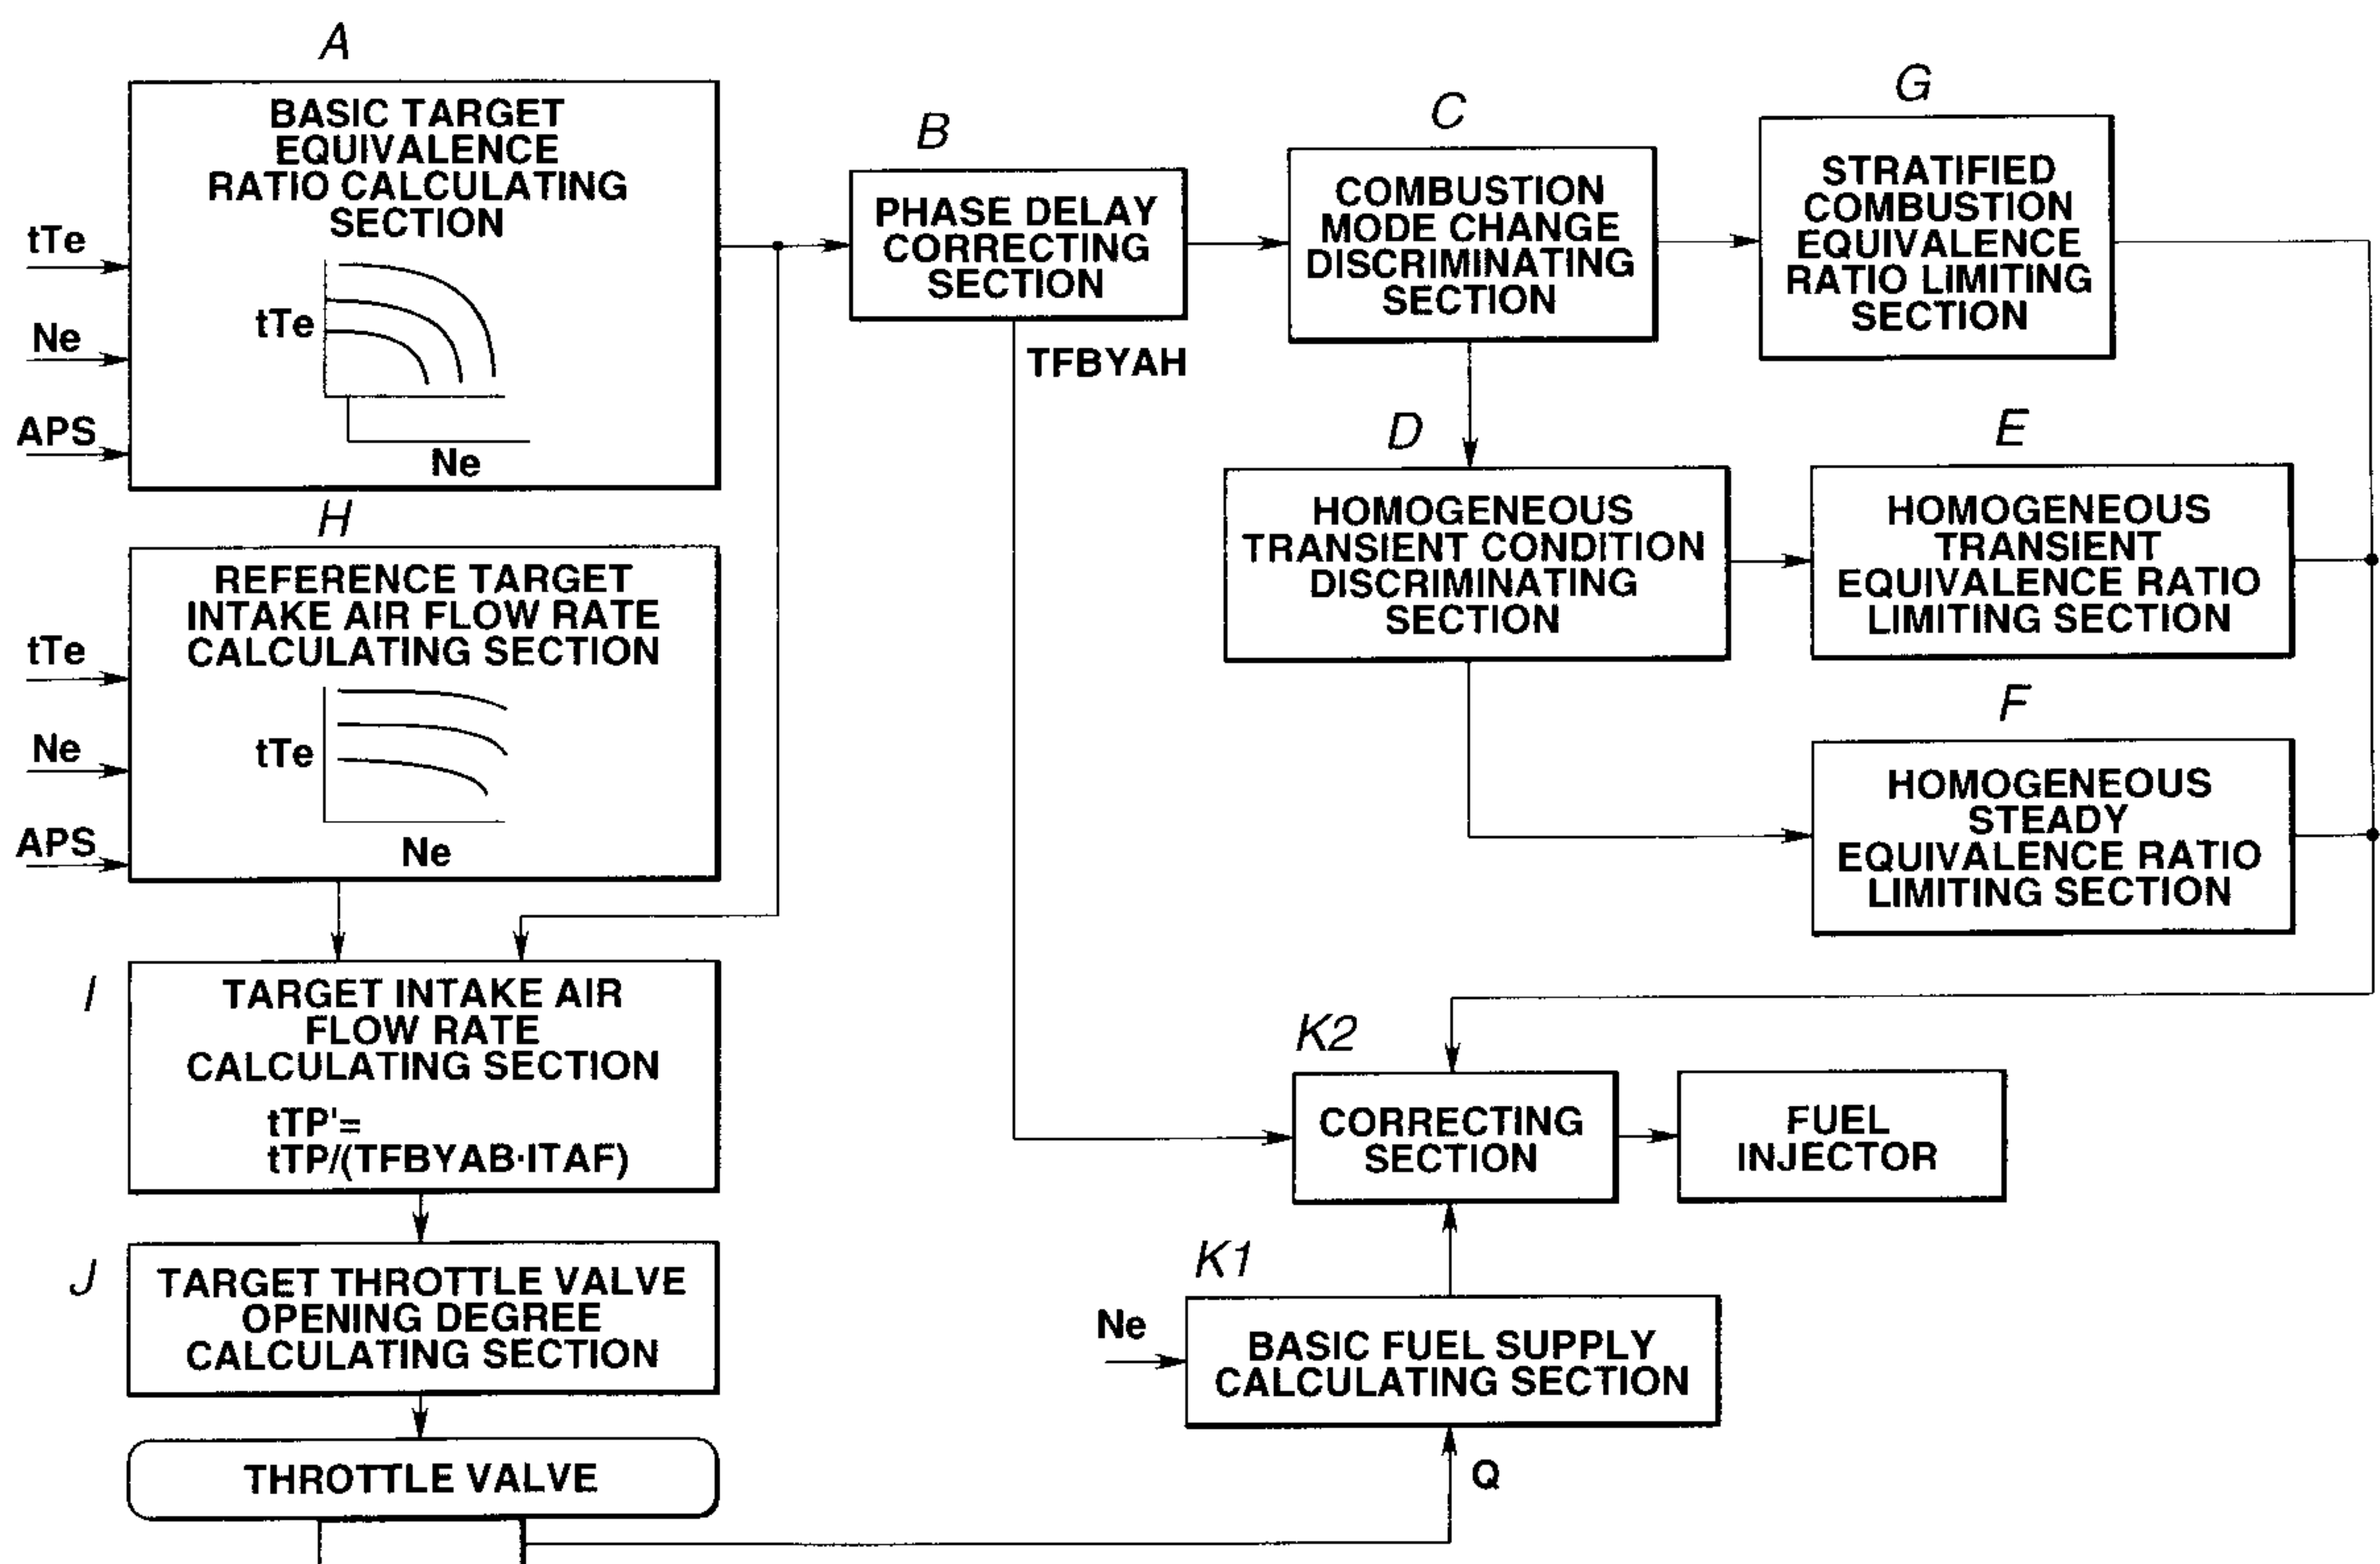 A
BASIC TARGET
EQUIVALENCE
RATIO CALCULATING
SECTION
tTe
Ne
APS
tTe
Ne
H
REFERENCE TARGET
INTAKE AIR FLOW RATE
CALCULATING SECTION
tTe
Ne
APS
tTe
Ne
I
TARGET INTAKE AIR
FLOW RATE
CALCULATING SECTION
tTP'=
tTP/(TFBYAB·ITAF)
J
TARGET THROTTLE VALVE
OPENING DEGREE
CALCULATING SECTION
THROTTLE VALVE
B
PHASE DELAY
CORRECTING
SECTION
TFBYAH
C
COMBUSTION
MODE CHANGE
DISCRIMINATING
SECTION
G
STRATIFIED
COMBUSTION
EQUIVALENCE
RATIO LIMITING
SECTION
D
HOMOGENEOUS
TRANSIENT CONDITION
DISCRIMINATING
SECTION
E
HOMOGENEOUS
TRANSIENT
EQUIVALENCE RATIO
LIMITING SECTION
F
HOMOGENEOUS
STEADY
EQUIVALENCE RATIO
LIMITING SECTION
K2
CORRECTING
SECTION
FUEL
INJECTOR
K1
Ne
BASIC FUEL SUPPLY
CALCULATING SECTION
Q